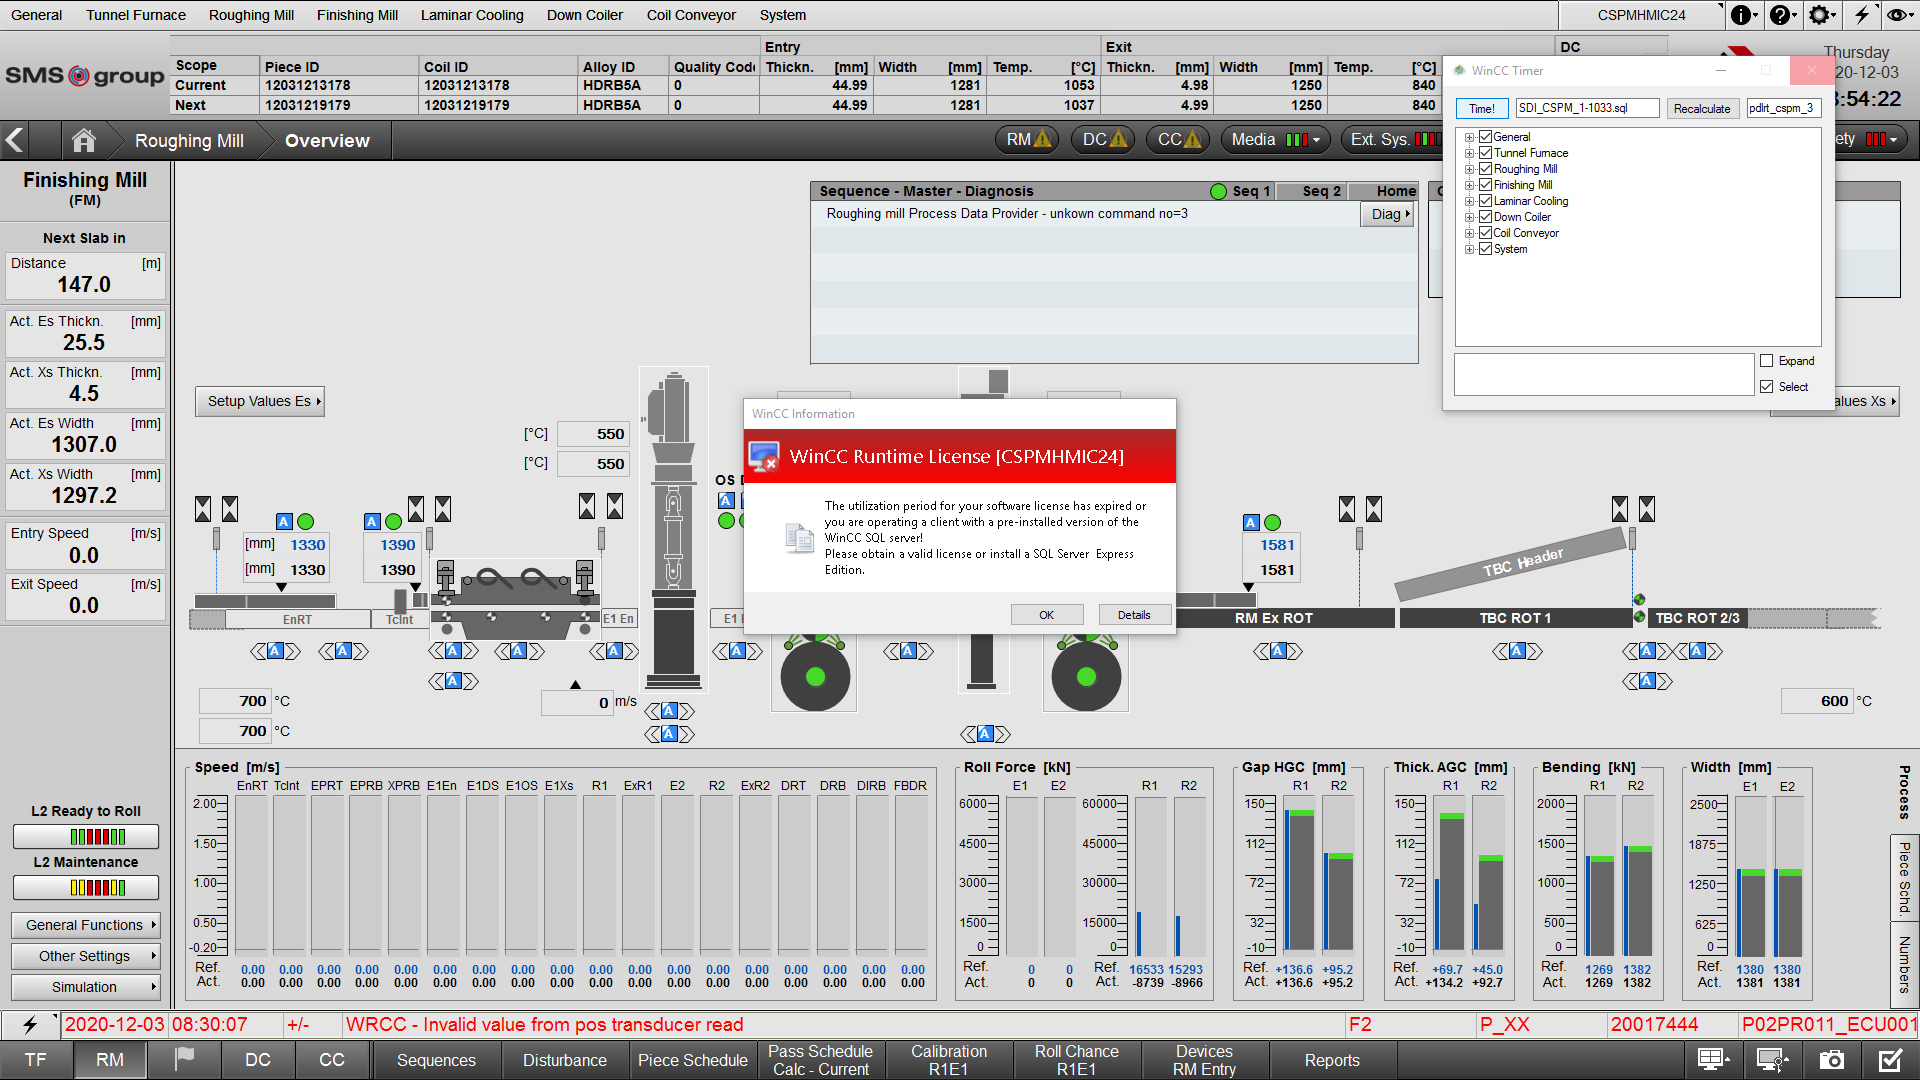 General Tunnel Furnace Roughing Mill Finishing Mill Laminar Cooling Down Coiler Coil Conveyor System CSPMHMIC24
SMS group
Entry Exit DC
Scope Piece ID Coil ID Alloy ID Quality Code Thickn. [mm] Width [mm] Temp. [°C] Thickn. [mm] Width [mm] Temp. [°C]
Current 12031213178 12031213178 HDRB5A 0 44.99 1281 1053 4.98 1250 840
Next 12031219179 12031219179 HDRB5A 0 44.99 1281 1037 4.99 1250 840
Thursday
20-12-03
:54:22
Roughing Mill Overview RM DC CC Media Ext. Sys. ety
WinCC Timer
Time! SDI_CSPM_1-1033.sql Recalculate pdlrt_cspm_3
General
Tunnel Furnace
Roughing Mill
Finishing Mill
Laminar Cooling
Down Coiler
Coil Conveyor
System
Expand
Select
Finishing Mill
(FM)
Next Slab in
Distance [m]
147.0
Act. Es Thickn. [mm]
25.5
Act. Xs Thickn. [mm]
4.5
Act. Es Width [mm]
1307.0
Act. Xs Width [mm]
1297.2
Entry Speed [m/s]
0.0
Exit Speed [m/s]
0.0
L2 Ready to Roll
L2 Maintenance
General Functions
Other Settings
Simulation
Sequence - Master - Diagnosis Seq 1 Seq 2 Home
Roughing mill Process Data Provider - unkown command no=3 Diag
Setup Values Es
alues Xs
[°C] 550
[°C] 550
OS D
WinCC Information
WinCC Runtime License [CSPMHMIC24]
The utilization period for your software license has expired or
you are operating a client with a pre-installed version of the
WinCC SQL server!
Please obtain a valid license or install a SQL Server Express
Edition.
OK Details
A A A A
[mm] 1330 1390 1581
[mm] 1330 1390 1581
TBC Header
EnRT TcInt E1 En E1 RM Ex ROT TBC ROT 1 TBC ROT 2/3
A A A A A A A A A A A
A A
700 °C 0 m/s 600 °C
700 °C
A
A A
Speed [m/s]
EnRT TcInt EPRT EPRB XPRB E1En E1DS E1OS E1Xs R1 ExR1 E2 R2 ExR2 DRT DRB DIRB FBDR
2.00
1.50
1.00
0.50
-0.20
Ref. 0.00 0.00 0.00 0.00 0.00 0.00 0.00 0.00 0.00 0.00 0.00 0.00 0.00 0.00 0.00 0.00 0.00 0.00
Act. 0.00 0.00 0.00 0.00 0.00 0.00 0.00 0.00 0.00 0.00 0.00 0.00 0.00 0.00 0.00 0.00 0.00 0.00
Roll Force [kN]
E1 E2 R1 R2
6000 60000
4500 45000
3000 30000
1500 15000
0 0
Ref. 0 0 Ref. 16533 15293
Act. 0 0 Act. -8739 -8966
Gap HGC [mm]
R1 R2
150
112
72
32
-10
Ref. +136.6 +95.2
Act. +136.6 +95.2
Thick. AGC [mm]
R1 R2
150
112
72
32
-10
Ref. +69.7 +45.0
Act. +134.2 +92.7
Bending [kN]
R1 R2
2000
1500
1000
500
0
Ref. 1269 1382
Act. 1269 1382
Width [mm]
E1 E2
2500
1875
1250
625
0
Ref. 1380 1380
Act. 1381 1381
Process
Piece Schd.
Numbers
2020-12-03 08:30:07 +/- WRCC - Invalid value from pos transducer read F2 P_XX 20017444 P02PR011_ECU001
TF RM DC CC Sequences Disturbance Piece Schedule Pass Schedule Calibration Roll Chance Devices Reports
Calc - Current R1E1 R1E1 RM Entry